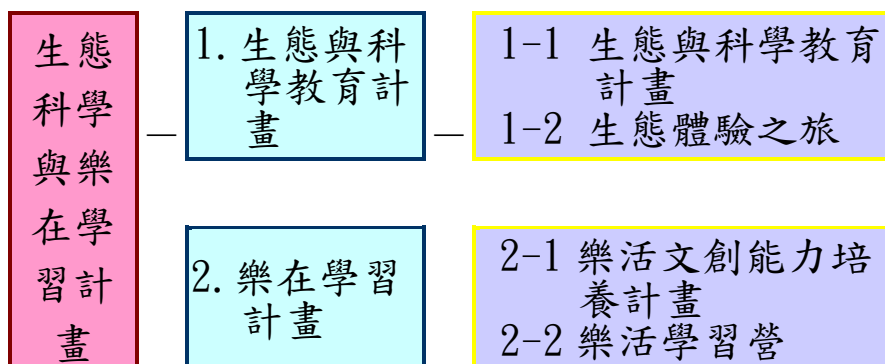 生態
科學
與樂
在學
習計
畫
1. 生態與科
學教育計
畫
1-1 生態與科學教育
計畫
1-2 生態體驗之旅
2. 樂在學習
計畫
2-1 樂活文創能力培
養計畫
2-2 樂活學習營